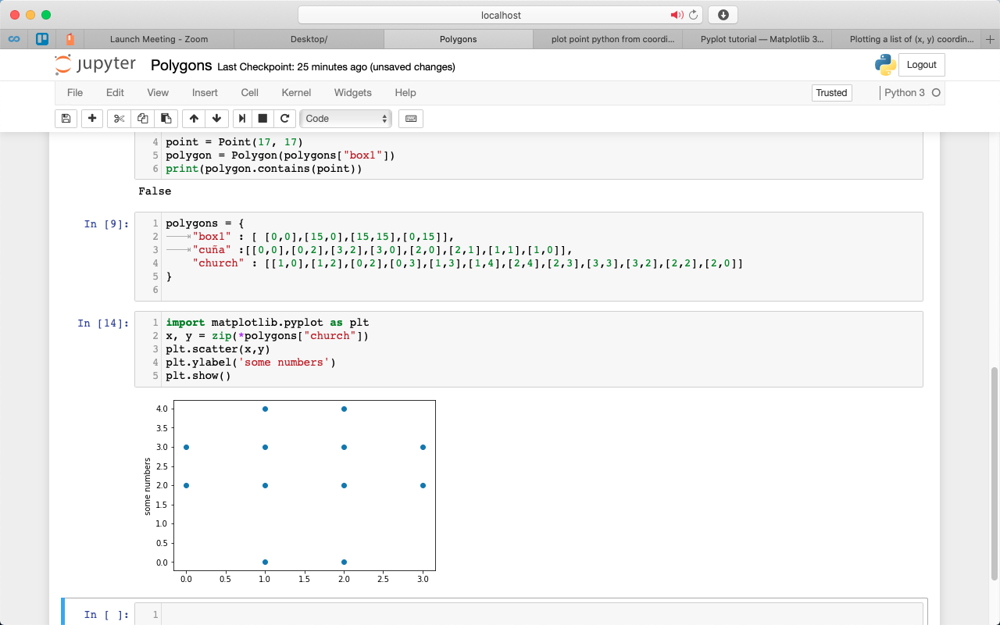 localhost
Launch Meeting - Zoom
Desktop/
Polygons
plot point python from coordi...
Pyplot tutorial — Matplotlib 3...
Plotting a list of (x, y) coordin...
jupyter Polygons Last Checkpoint: 25 minutes ago (unsaved changes)
Logout
File Edit View Insert Cell Kernel Widgets Help
Trusted
Python 3
Code
4 point = Point(17, 17)
5 polygon = Polygon(polygons["box1"])
6 print(polygon.contains(point))
False
In [9]:
1 polygons = {
2 "box1" : [ [0,0],[15,0],[15,15],[0,15]],
3 "cuña" :[[0,0],[0,2],[3,2],[3,0],[2,0],[2,1],[1,1],[1,0]],
4 "church" : [[1,0],[1,2],[0,2],[0,3],[1,3],[1,4],[2,4],[2,3],[3,3],[3,2],[2,2],[2,0]]
5 }
6
In [14]:
1 import matplotlib.pyplot as plt
2 x, y = zip(*polygons["church"])
3 plt.scatter(x,y)
4 plt.ylabel('some numbers')
5 plt.show()
4.0
3.5
3.0
2.5
2.0
1.5
1.0
0.5
0.0
some numbers
0.0 0.5 1.0 1.5 2.0 2.5 3.0
In [ ]:
1